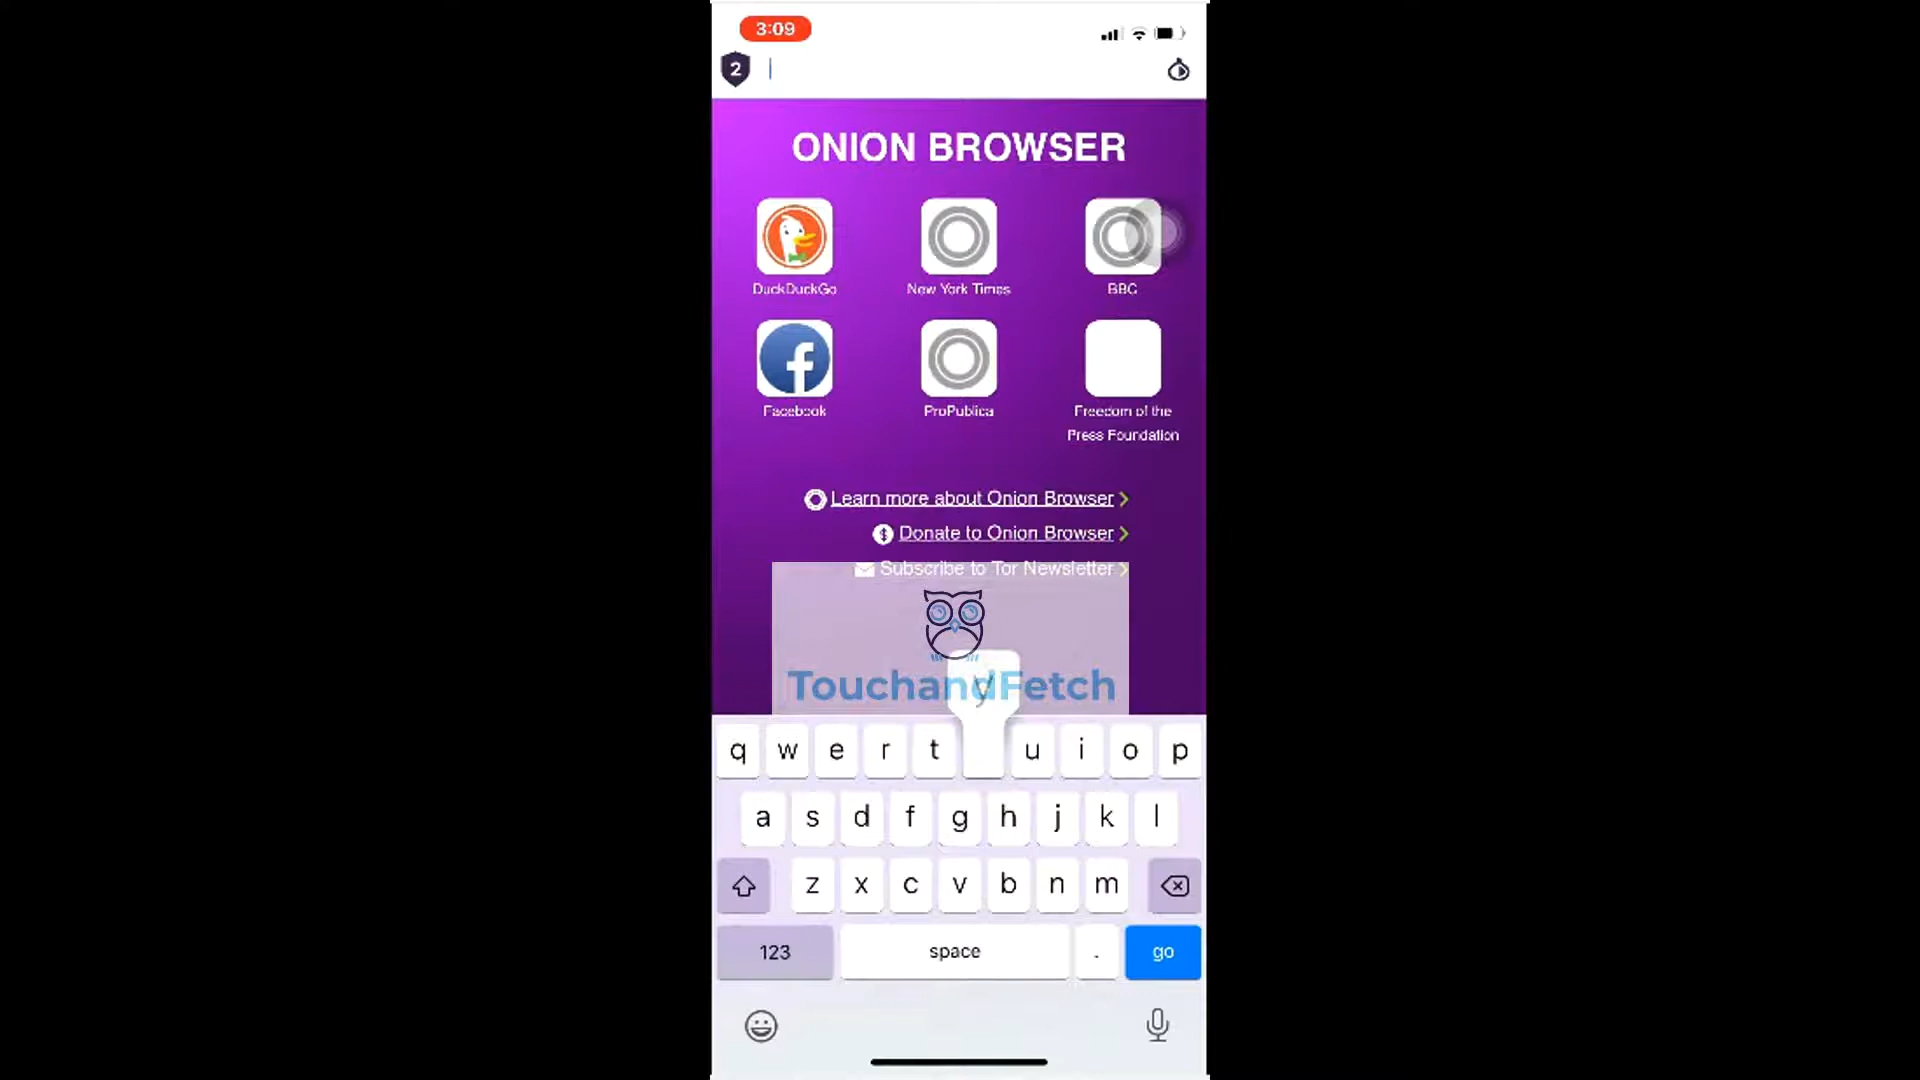 3:09
2
ONION BROWSER
DuckDuckGo
New York Times
BBC
Facebook
ProPublica
Freedom of the
Press Foundation
Learn more about Onion Browser
Donate to Onion Browser
Subscribe to Tor Newsletter
TouchandFetch
y
q w e r t u i o p
a s d f g h j k l
z x c v b n m
123 space . go